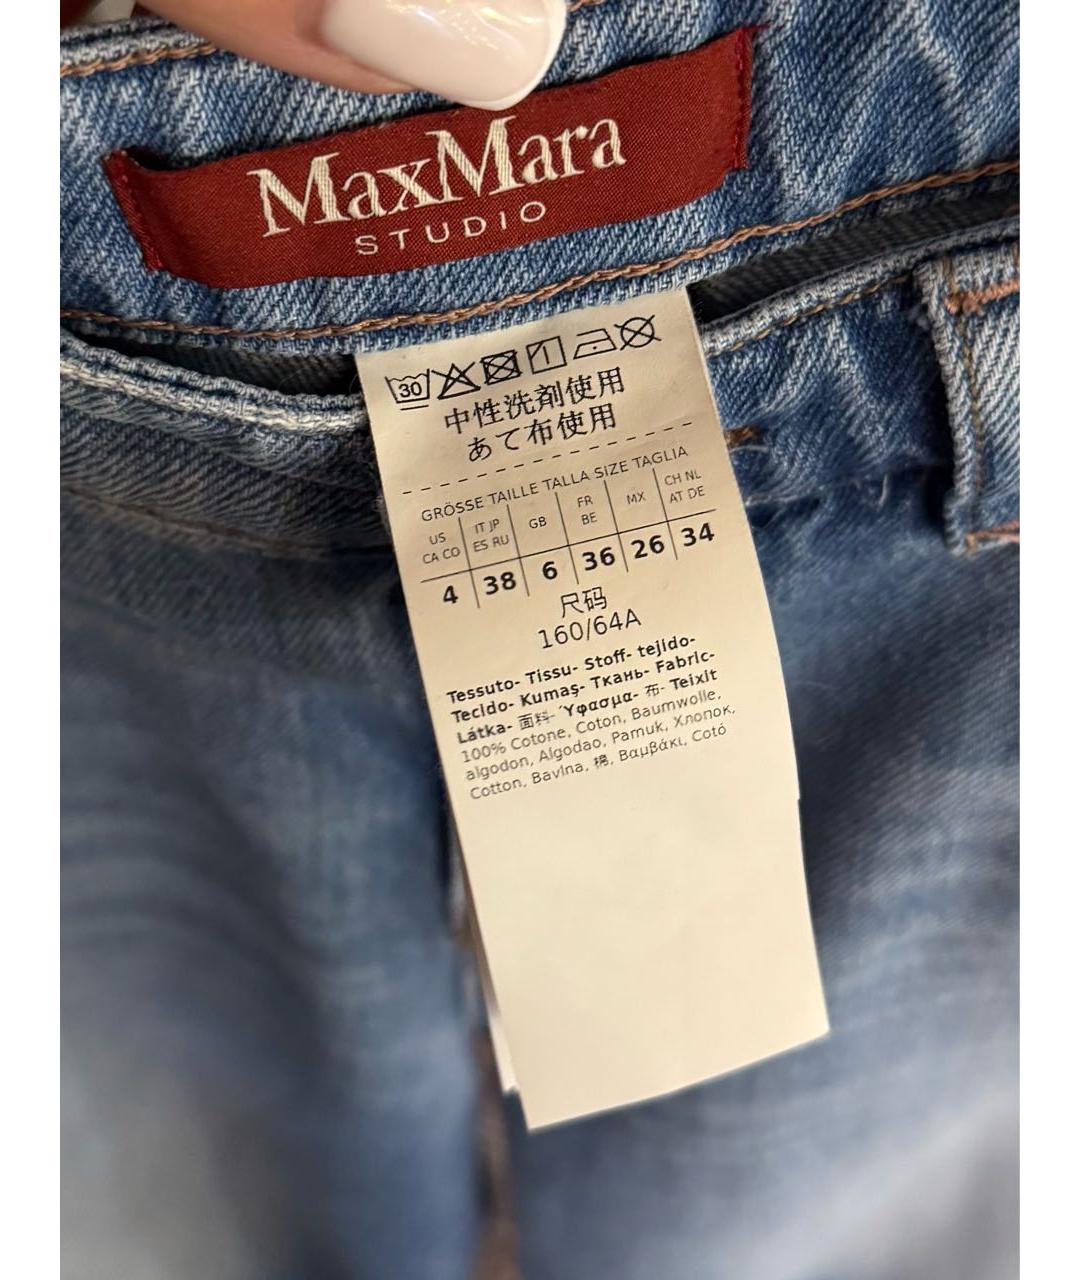 MaxMara
STUDIO
30
中性洗剤使用
あて布使用
GRÖSSE TAILLE TALLA SIZE TAGLIA
US CA CO
IT JP ES RU
GB
FR BE
MX
CH NL AT DE
4 38 6 36 26 34
尺码
160/64A
Tessuto- Tissu- Stoff- tejido-
Tecido- Kumaş- Ткань- Fabric-
Látka- 面料- Ύφασμα- 布- Teixit
100% Cotone, Coton, Baumwolle,
algodon, Algodao, Pamuk, Хлопок,
Cotton, Bavlna, 棉, Βαμβάκι, Cotó